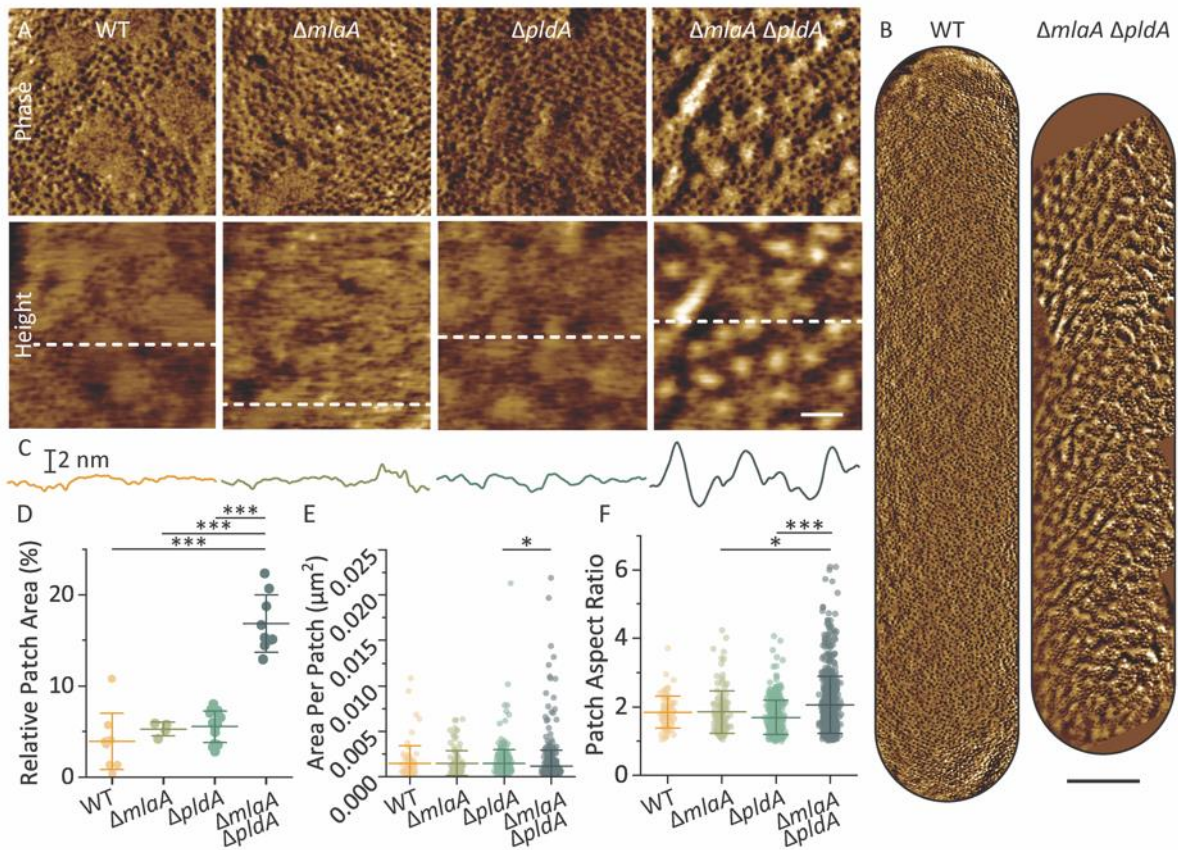 A
WT
ΔmlaA
ΔpldA
ΔmlaA ΔpldA
B
WT
ΔmlaA ΔpldA
Phase
Height
C
2 nm
D
***
***
***
Relative Patch Area (%)
20
10
0
WT
ΔmlaA
ΔpldA
ΔmlaA
ΔpldA
E
*
Area Per Patch (μm²)
0.025
0.020
0.015
0.010
0.005
0.000
WT
ΔmlaA
ΔpldA
ΔmlaA
ΔpldA
F
***
*
Patch Aspect Ratio
6
4
2
0
WT
ΔmlaA
ΔpldA
ΔmlaA
ΔpldA